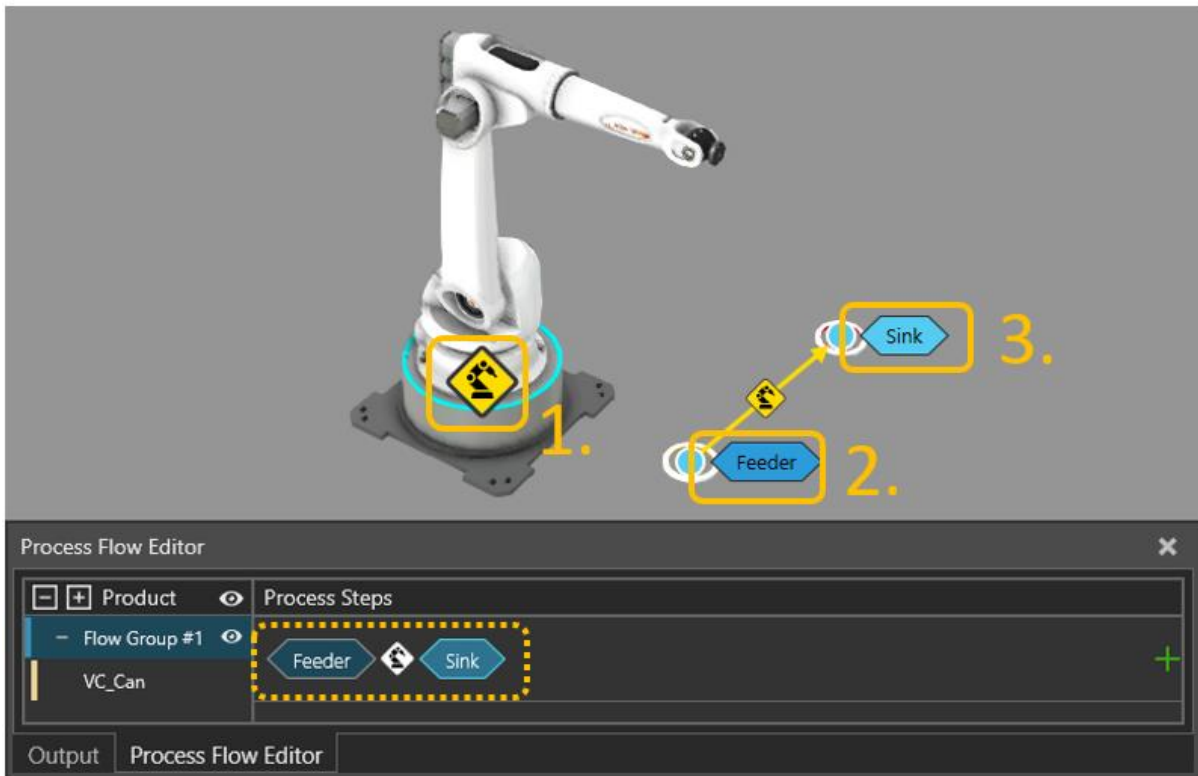 Sink
3.
1.
Feeder
2.
Process Flow Editor
Product
Process Steps
Flow Group #1
Feeder
Sink
VC_Can
Output
Process Flow Editor